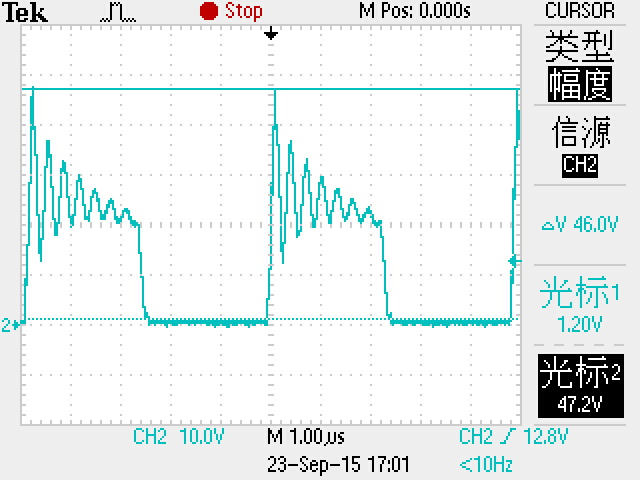 Tek Stop M Pos: 0.000s CURSOR
类型
幅度
信源
CH2
△V 46.0V
光标1
1.20V
2
光标2
47.2V
CH2 10.0V M 1.00µs CH2 12.8V
23-Sep-15 17:01 <10Hz